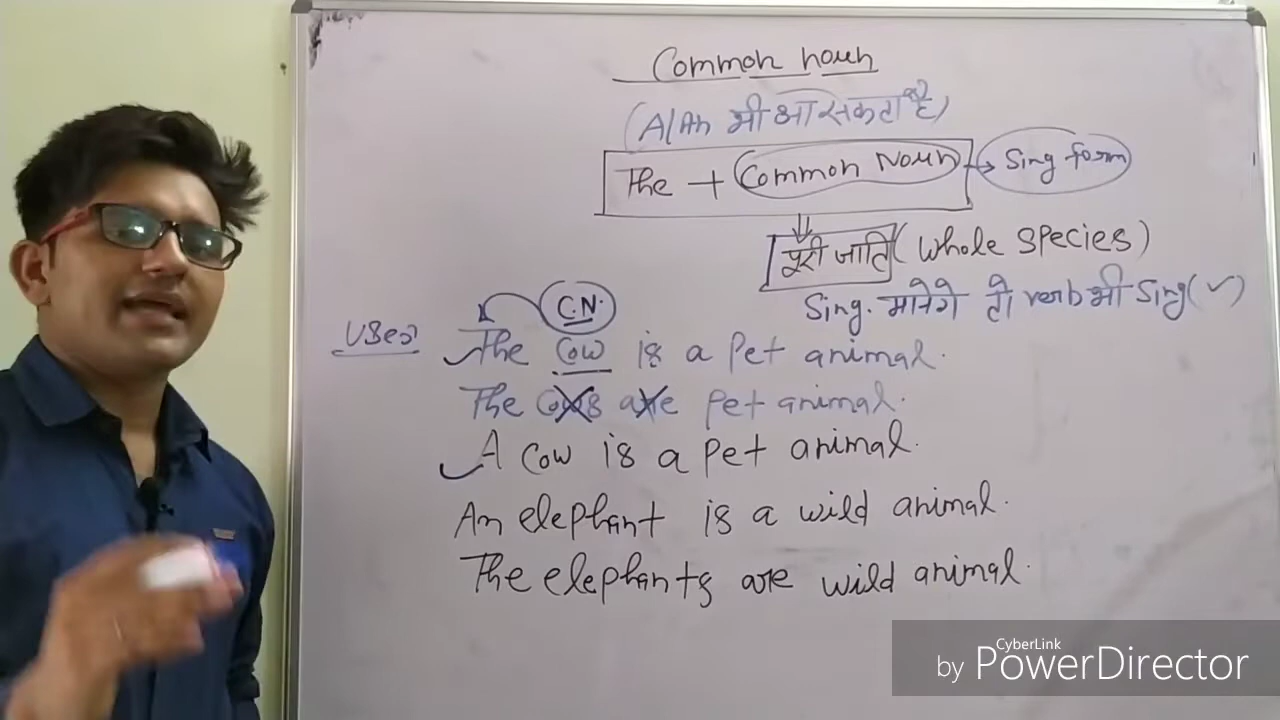 Common noun
(A/An भी आ सकता है)
The + Common Noun → Sing form
पूरी जाति (Whole Species)
Sing. मानेंगे तो verb भी Sing(✓)
C.N.
Uses The Cow is a Pet animal.
The Cows are pet animal.
A Cow is a pet animal.
An elephant is a wild animal.
The elephants are wild animal.
CyberLink
by PowerDirector